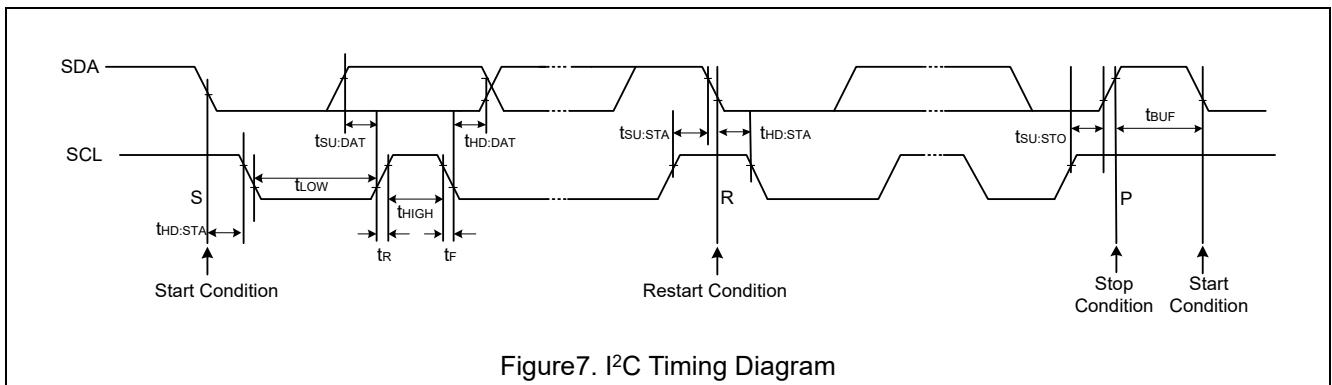 SDA
tSU:DAT
tHD:DAT
tSU:STA
tHD:STA
tSU:STO
tBUF
SCL
tLOW
tHIGH
S
R
P
tHD:STA
tR
tF
Start Condition
Restart Condition
Stop
Condition
Start
Condition
Figure7. I²C Timing Diagram